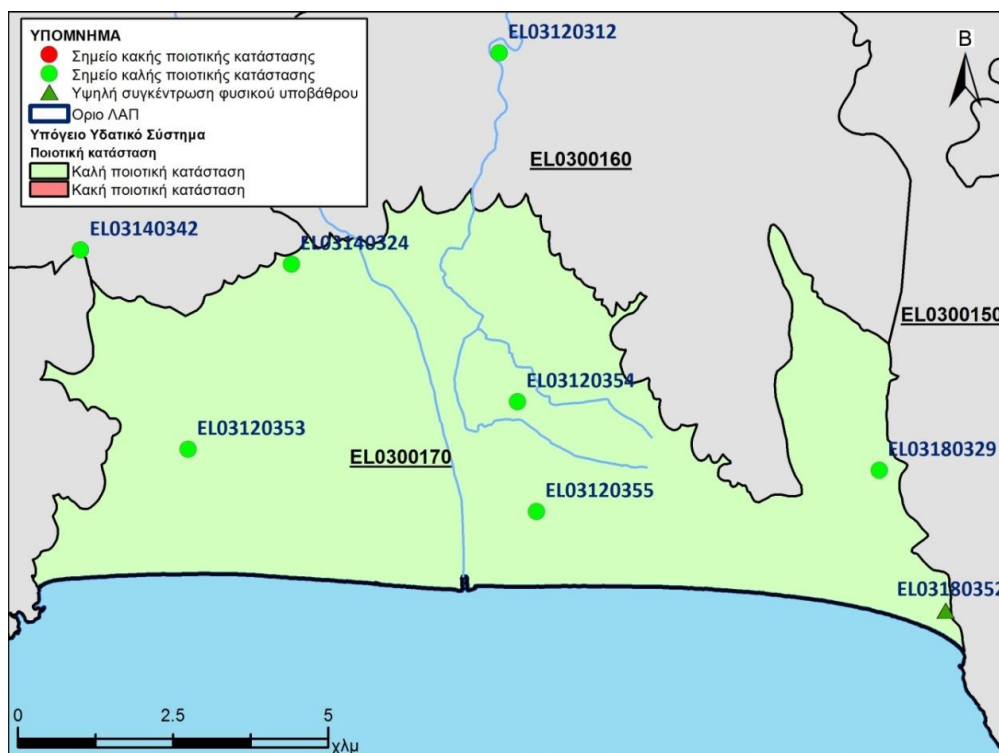 ΥΠΟΜΝΗΜΑ
Σημείο κακής ποιοτικής κατάστασης
Σημείο καλής ποιοτικής κατάστασης
Υψηλή συγκέντρωση φυσικού υποβάθρου
Οριο ΛΑΠ
Υπόγειο Υδατικό Σύστημα
Ποιοτική κατάσταση
Καλή ποιοτική κατάσταση
Κακή ποιοτική κατάσταση
EL03120312
Β
EL0300160
EL03140342
EL03140324
EL0300150
EL03120354
EL03120353
EL0300170
EL03180329
EL03120355
EL03180352
0 2.5 5
χλμ